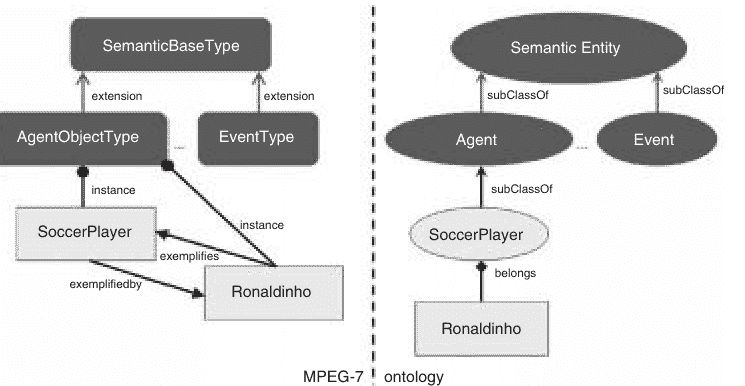 SemanticBaseType
extension
extension
AgentObjectType
...
EventType
instance
instance
SoccerPlayer
exemplifies
exemplifiedby
Ronaldinho
MPEG-7
Semantic Entity
subClassOf
subClassOf
Agent
...
Event
subClassOf
SoccerPlayer
belongs
Ronaldinho
ontology